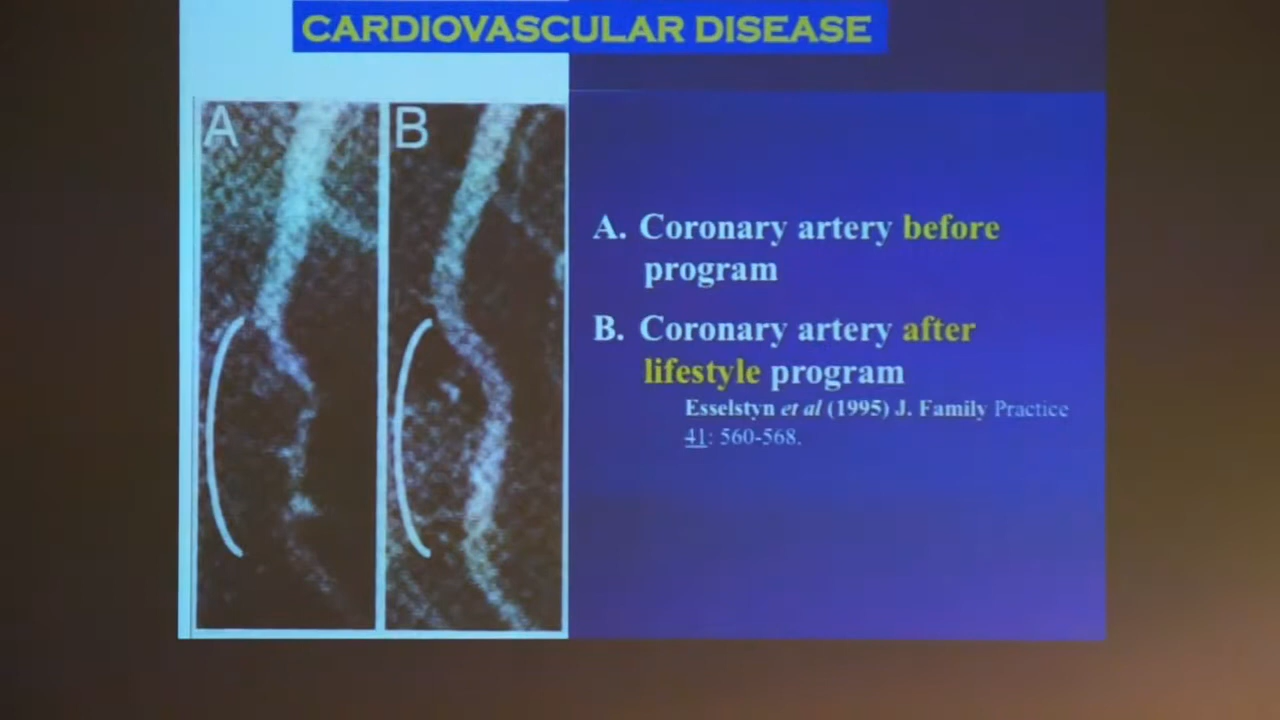 CARDIOVASCULAR DISEASE
A
B
A. Coronary artery before
program
B. Coronary artery after
lifestyle program
Esselstyn et al (1995) J. Family Practice
41: 560-568.